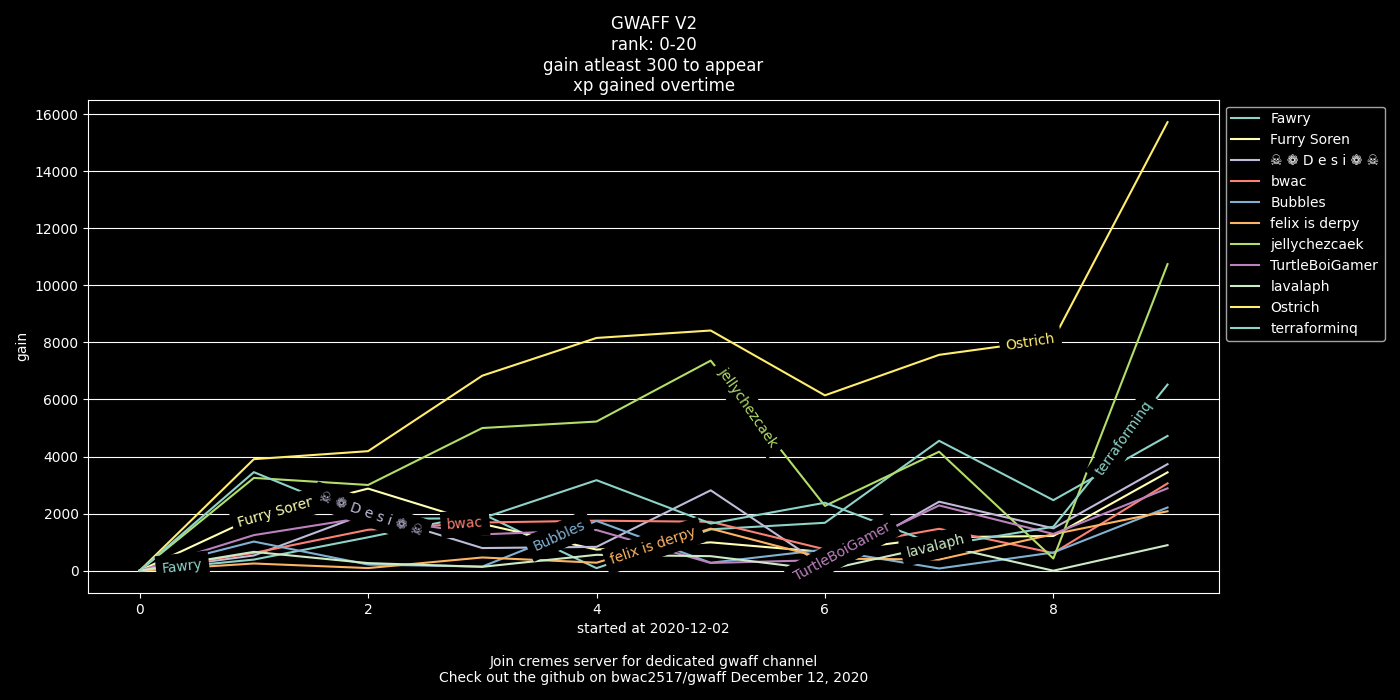 GWAFF V2
rank: 0-20
gain atleast 300 to appear
xp gained overtime
16000
14000
12000
10000
8000
6000
4000
2000
0
gain
Fawry
Furry Sorer
☠ ❁ D e s i ❁ ☠
bwac
Bubbles
felix is derpy
jellychezcaek
TurtleBoiGamer
lavalaph
Ostrich
terraforminq
0
2
4
6
8
started at 2020-12-02
Fawry
Furry Soren
☠ ❁ D e s i ❁ ☠
bwac
Bubbles
felix is derpy
jellychezcaek
TurtleBoiGamer
lavalaph
Ostrich
terraforminq
Join cremes server for dedicated gwaff channel
Check out the github on bwac2517/gwaff December 12, 2020